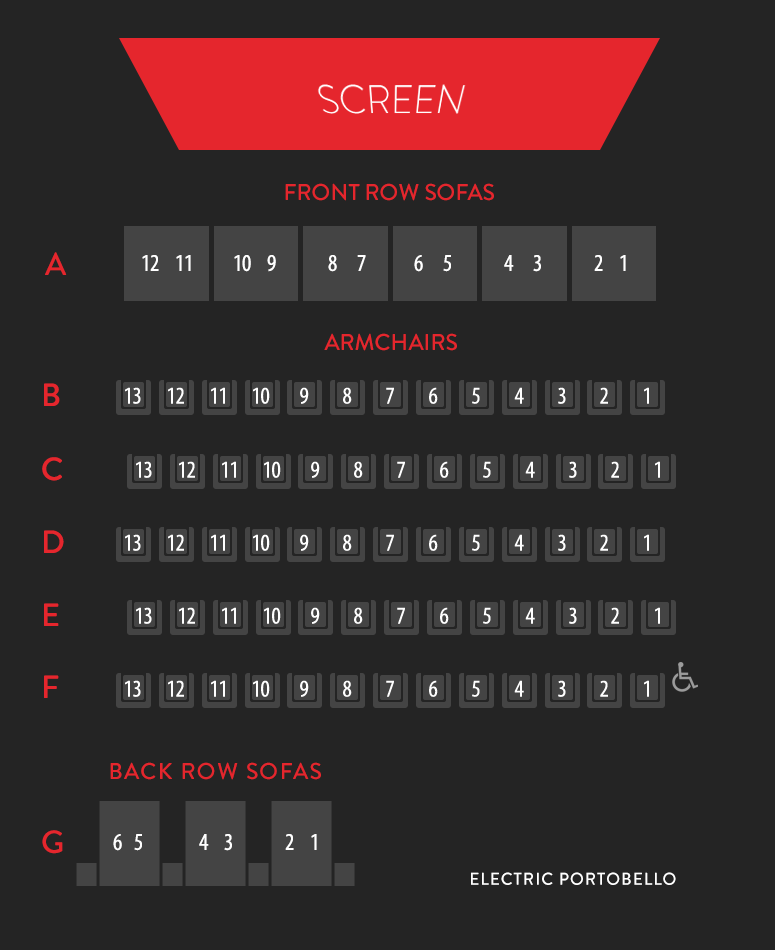 SCREEN
FRONT ROW SOFAS
A 12 11 10 9 8 7 6 5 4 3 2 1
ARMCHAIRS
B 13 12 11 10 9 8 7 6 5 4 3 2 1
C 13 12 11 10 9 8 7 6 5 4 3 2 1
D 13 12 11 10 9 8 7 6 5 4 3 2 1
E 13 12 11 10 9 8 7 6 5 4 3 2 1
F 13 12 11 10 9 8 7 6 5 4 3 2 1
BACK ROW SOFAS
G 6 5 4 3 2 1
ELECTRIC PORTOBELLO